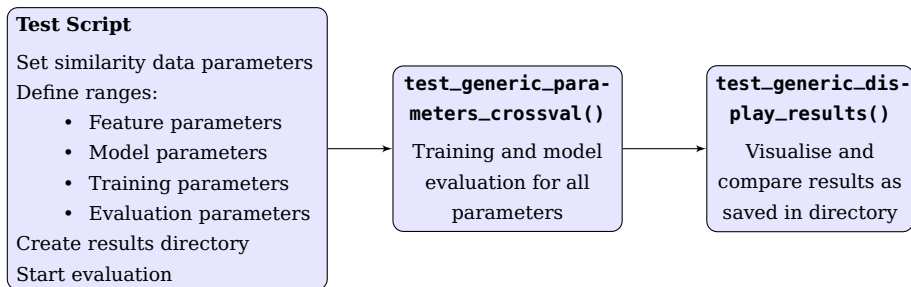 Test Script
Set similarity data parameters
Define ranges:
• Feature parameters
• Model parameters
• Training parameters
• Evaluation parameters
Create results directory
Start evaluation
test_generic_para-
meters_crossval()
Training and model
evaluation for all
parameters
test_generic_dis-
play_results()
Visualise and
compare results as
saved in directory